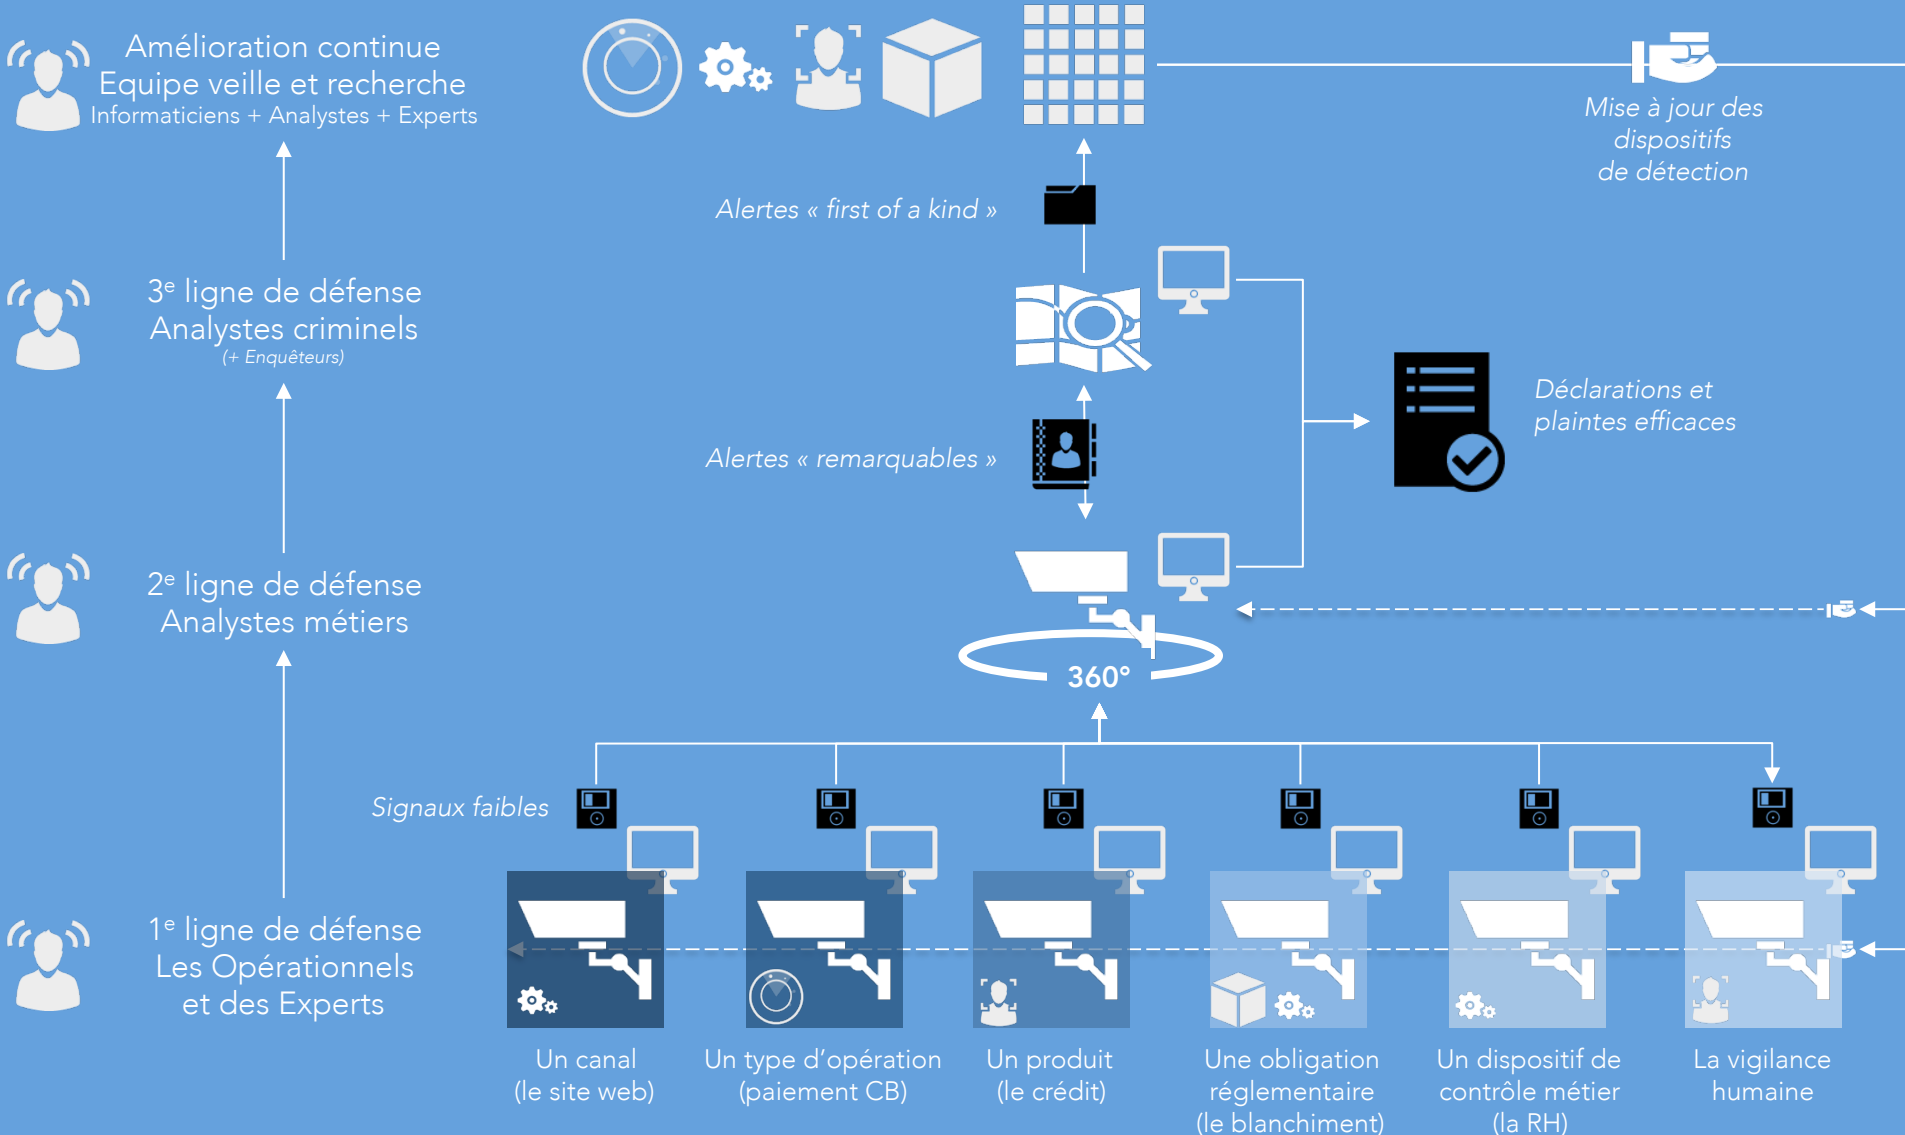 Amélioration continue
Equipe veille et recherche
Informaticiens + Analystes + Experts
Mise à jour des
dispositifs
de détection
Alertes « first of a kind »
3e ligne de défense
Analystes criminels
(+ Enquêteurs)
Déclarations et
plaintes efficaces
Alertes « remarquables »
2e ligne de défense
Analystes métiers
360°
Signaux faibles
1e ligne de défense
Les Opérationnels
et des Experts
Un canal
(le site web)
Un type d’opération
(paiement CB)
Un produit
(le crédit)
Une obligation
réglementaire
(le blanchiment)
Un dispositif de
contrôle métier
(la RH)
La vigilance
humaine